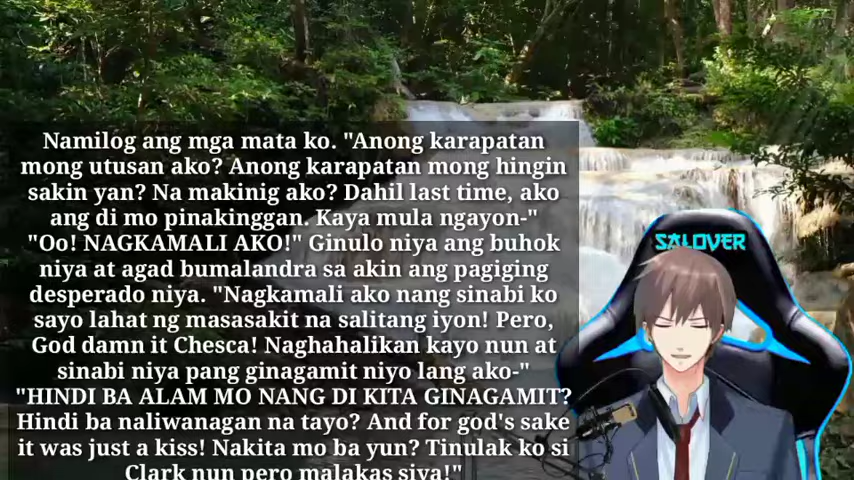 Namilog ang mga mata ko. "Anong karapatan
mong utusan ako? Anong karapatan mong hingin
sakin yan? Na makinig ako? Dahil last time, ako
ang di mo pinakinggan. Kaya mula ngayon-"
"Oo! NAGKAMALI AKO!" Ginulo niya ang buhok
niya at agad bumalandra sa akin ang pagiging
desperado niya. "Nagkamali ako nang sinabi ko
sayo lahat ng masasakit na salitang iyon! Pero,
God damn it Chesca! Naghahalikan kayo nun at
sinabi niya pang ginagamit niyo lang ako-"
"HINDI BA ALAM MO NANG DI KITA GINAGAMIT?
Hindi ba naliwanagan na tayo? And for god's sake
it was just a kiss! Nakita mo ba yun? Tinulak ko si
Clark nun pero malakas siya!"
SALOVER